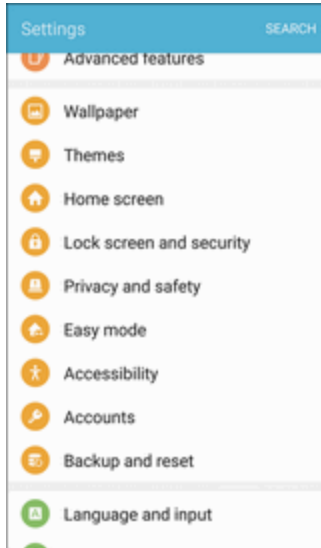 Settings
SEARCH
Advanced features
Wallpaper
Themes
Home screen
Lock screen and security
Privacy and safety
Easy mode
Accessibility
Accounts
Backup and reset
Language and input